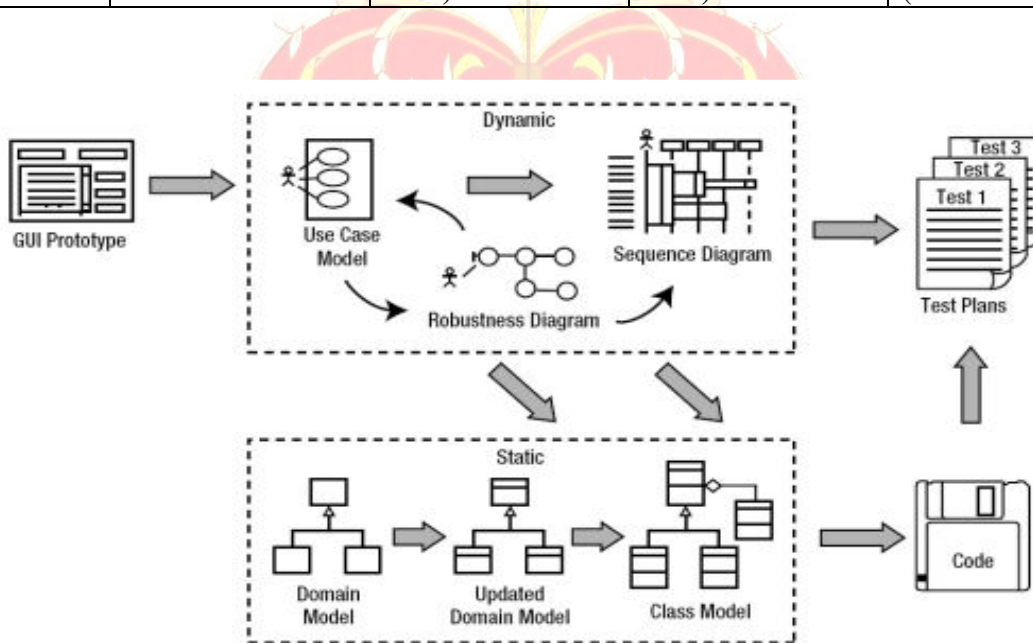 Dynamic
GUI Prototype
Use Case
Model
Sequence Diagram
Robustness Diagram
Test 3
Test 2
Test 1
Test Plans
Static
Domain
Model
Updated
Domain Model
Class Model
Code